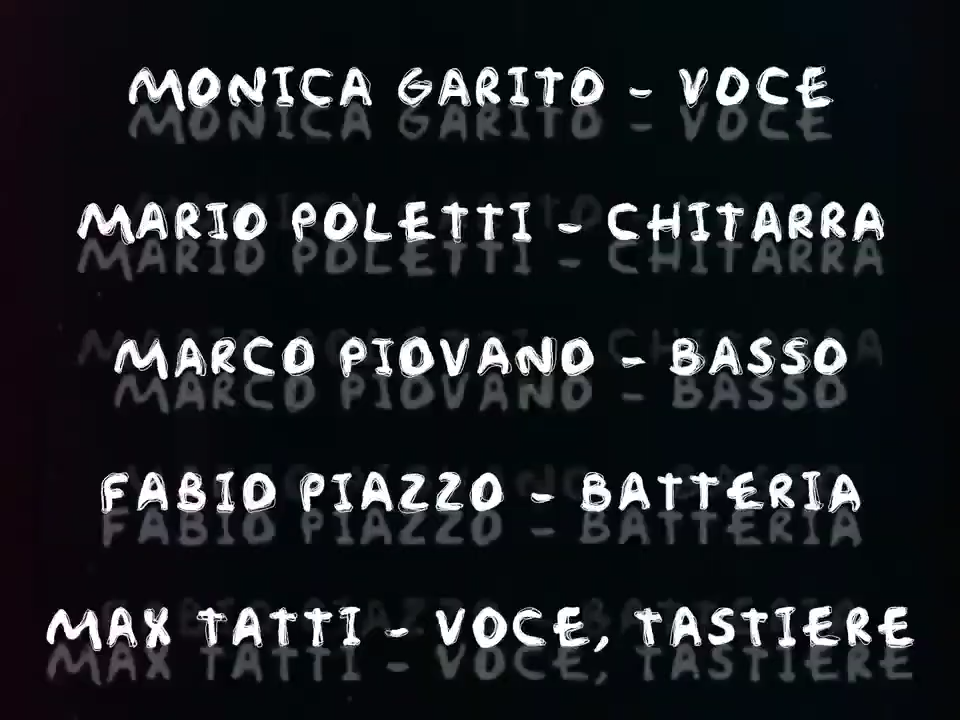 MONICA GARITO - VOCE
MARIO POLETTI - CHITARRA
MARCO PIOVANO - BASSO
FABIO PIAZZO - BATTERIA
MAX TATTI - VOCE, TASTIERE